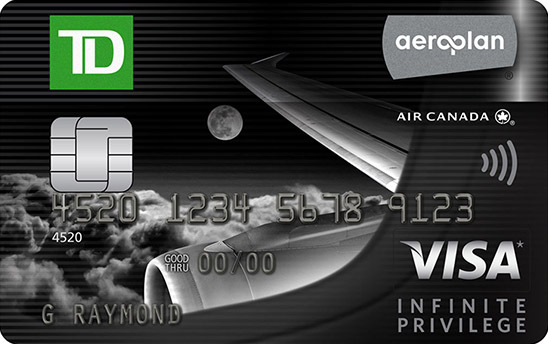 TD
aeroplan®
AIR CANADA ®
4520 1234 5678 9123
4520
GOOD
THRU 00/00
VISA*
G RAYMOND
INFINITE
PRIVILEGE